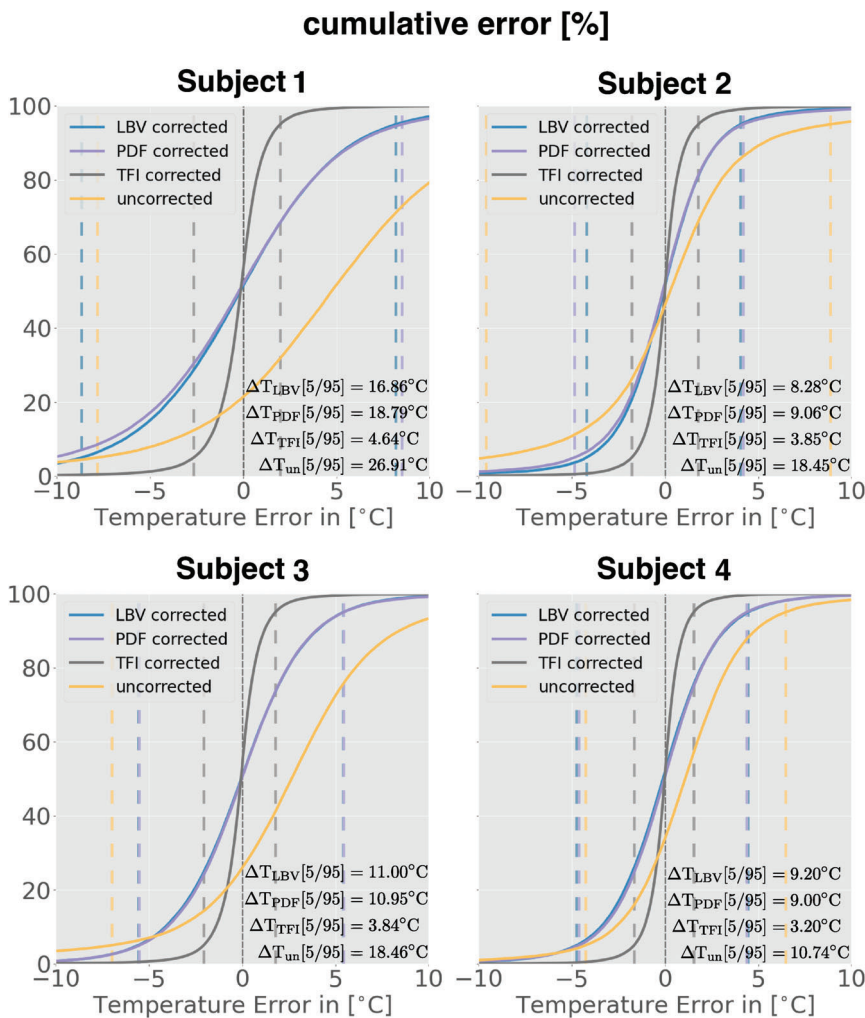 cumulative error [%]
Subject 1
100
80
60
40
20
0
LBV corrected
PDF corrected
TFI corrected
uncorrected
ΔT_LBV[5/95] = 16.86°C
ΔT_PDF[5/95] = 18.79°C
ΔT_TFI[5/95] = 4.64°C
ΔT_un[5/95] = 26.91°C
−10 −5 0 5 10
Temperature Error in [°C]
Subject 2
LBV corrected
PDF corrected
TFI corrected
uncorrected
ΔT_LBV[5/95] = 8.28°C
ΔT_PDF[5/95] = 9.06°C
ΔT_TFI[5/95] = 3.85°C
ΔT_un[5/95] = 18.45°C
−10 −5 0 5 10
Temperature Error in [°C]
Subject 3
100
80
60
40
20
0
LBV corrected
PDF corrected
TFI corrected
uncorrected
ΔT_LBV[5/95] = 11.00°C
ΔT_PDF[5/95] = 10.95°C
ΔT_TFI[5/95] = 3.84°C
ΔT_un[5/95] = 18.46°C
−10 −5 0 5 10
Temperature Error in [°C]
Subject 4
LBV corrected
PDF corrected
TFI corrected
uncorrected
ΔT_LBV[5/95] = 9.20°C
ΔT_PDF[5/95] = 9.00°C
ΔT_TFI[5/95] = 3.20°C
ΔT_un[5/95] = 10.74°C
−10 −5 0 5 10
Temperature Error in [°C]